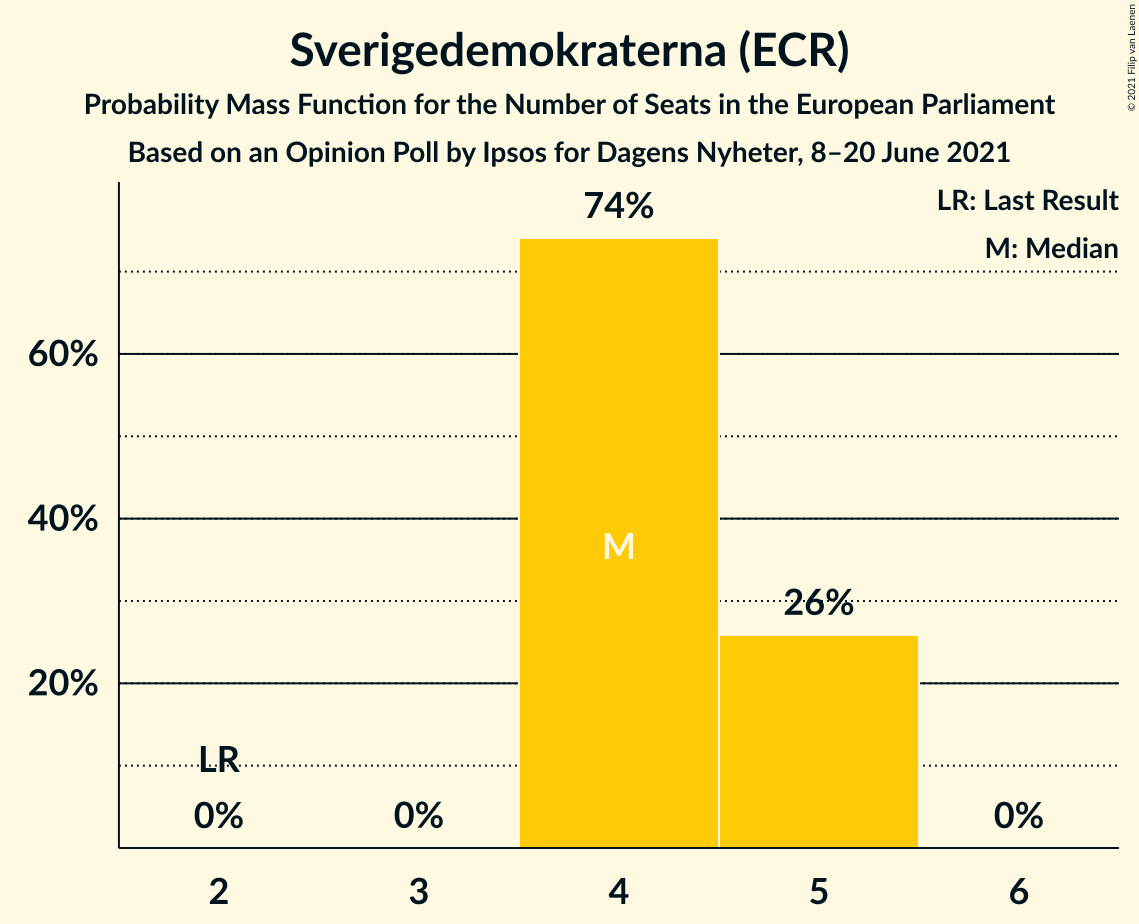 Sverigedemokraterna (ECR)
Probability Mass Function for the Number of Seats in the European Parliament
Based on an Opinion Poll by Ipsos for Dagens Nyheter, 8–20 June 2021
© 2021 Filip van Laenen
LR: Last Result
M: Median
74%
60%
40%
M
26%
20%
LR
0%
0%
0%
2
3
4
5
6